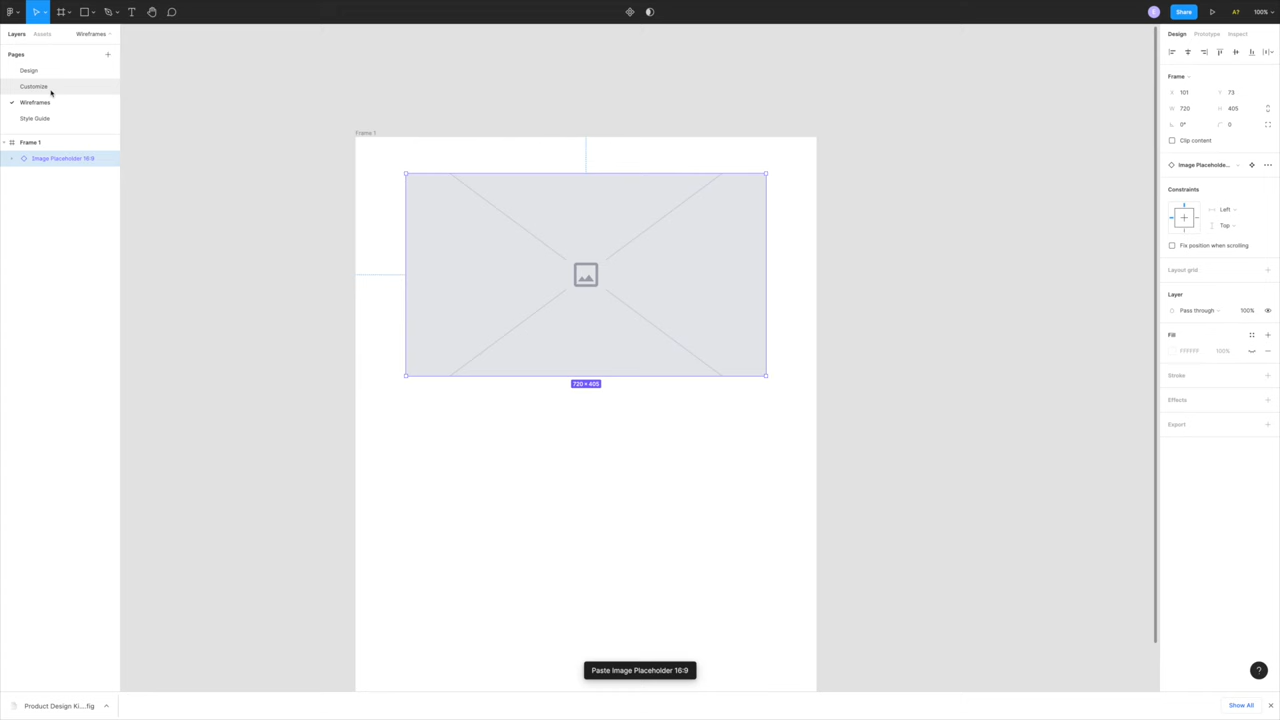 Share
A?
100%
Layers
Assets
Wireframes
Pages
Design
Customize
Wireframes
Style Guide
Frame 1
Image Placeholder 16:9
Frame 1
720 × 405
Paste Image Placeholder 16:9
Design
Prototype
Inspect
Frame
X 101 Y 73
W 720 H 405
0° 0
Clip content
Image Placeholde...
Constraints
Left
Top
Fix position when scrolling
Layout grid
Layer
Pass through 100%
Fill
FFFFFF 100%
Stroke
Effects
Export
?
Product Design Ki....fig
Show All
E